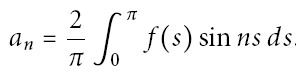 a_n = \frac{2}{\pi} \int_0^{\pi} f(s) \sin ns \, ds.